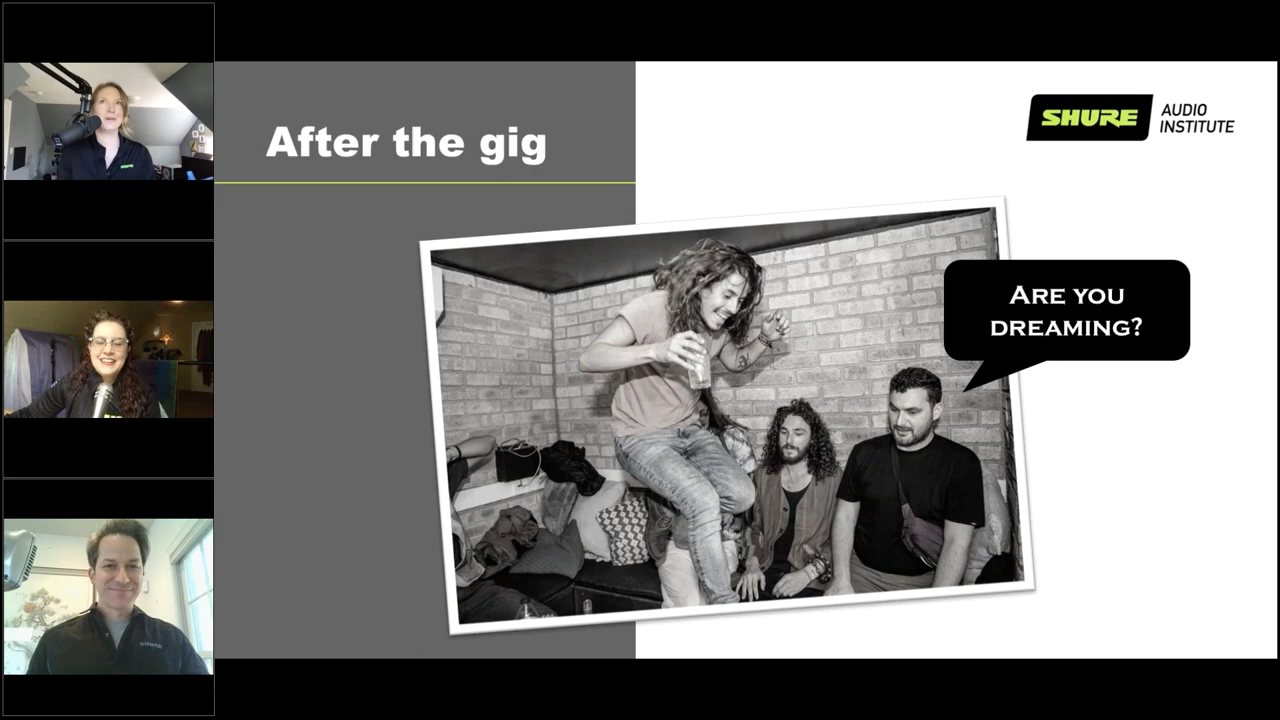 After the gig
SHURE
AUDIO
INSTITUTE
ARE YOU
DREAMING?